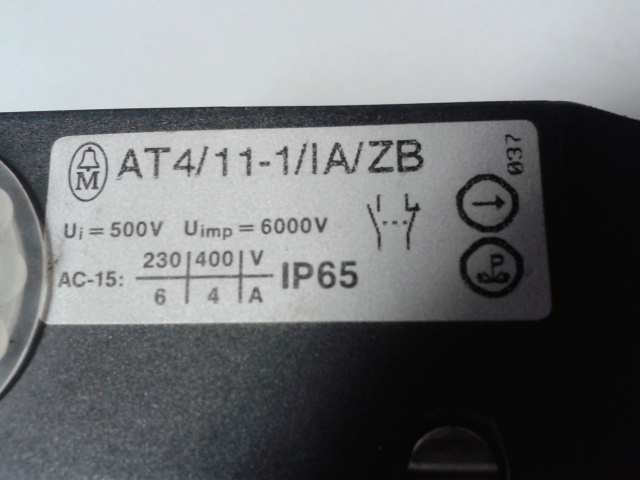 M
AT4/11-1/IA/ZB
037
Ui = 500V Uimp = 6000V
AC-15: 230 400 V
6 4 A
IP65
P